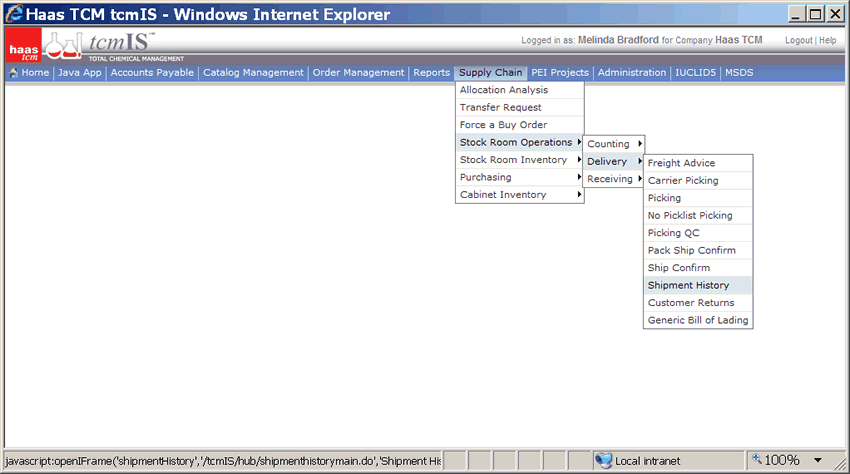 Haas TCM tcmIS - Windows Internet Explorer
haas tcm
tcmIS™
TOTAL CHEMICAL MANAGEMENT
Logged in as: Melinda Bradford for Company Haas TCM
Logout | Help
Home | Java App | Accounts Payable | Catalog Management | Order Management | Reports | Supply Chain | PEI Projects | Administration | IUCLID5 | MSDS
Allocation Analysis
Transfer Request
Force a Buy Order
Stock Room Operations
Stock Room Inventory
Purchasing
Cabinet Inventory
Counting
Delivery
Receiving
Freight Advice
Carrier Picking
Picking
No Picklist Picking
Picking QC
Pack Ship Confirm
Ship Confirm
Shipment History
Customer Returns
Generic Bill of Lading
javascript:openIFrame('shipmentHistory','/tcmIS/hub/shipmenthistorymain.do','Shipment His
Local intranet
100%